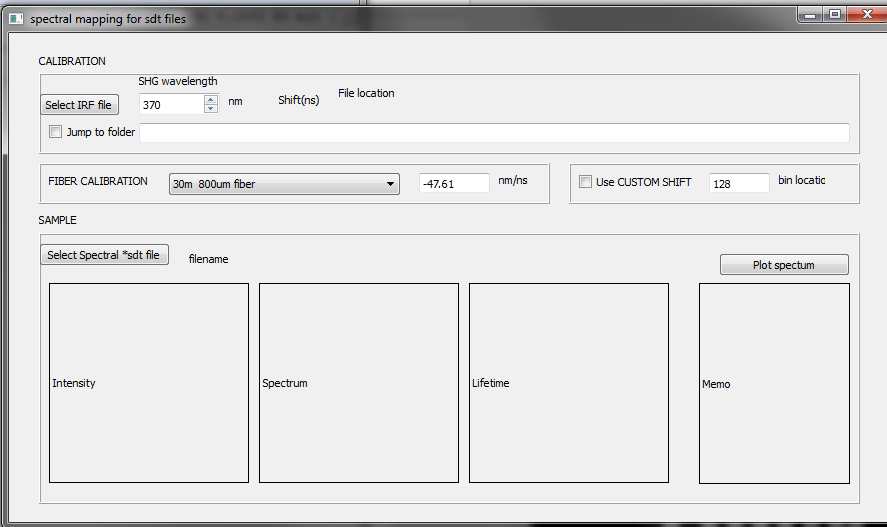 spectral mapping for sdt files
CALIBRATION
SHG wavelength
Select IRF file
370
nm
Shift(ns)
File location
Jump to folder
FIBER CALIBRATION
30m 800um fiber
-47.61
nm/ns
Use CUSTOM SHIFT
128
bin locatic
SAMPLE
Select Spectral *sdt file
filename
Plot spectum
Intensity
Spectrum
Lifetime
Memo